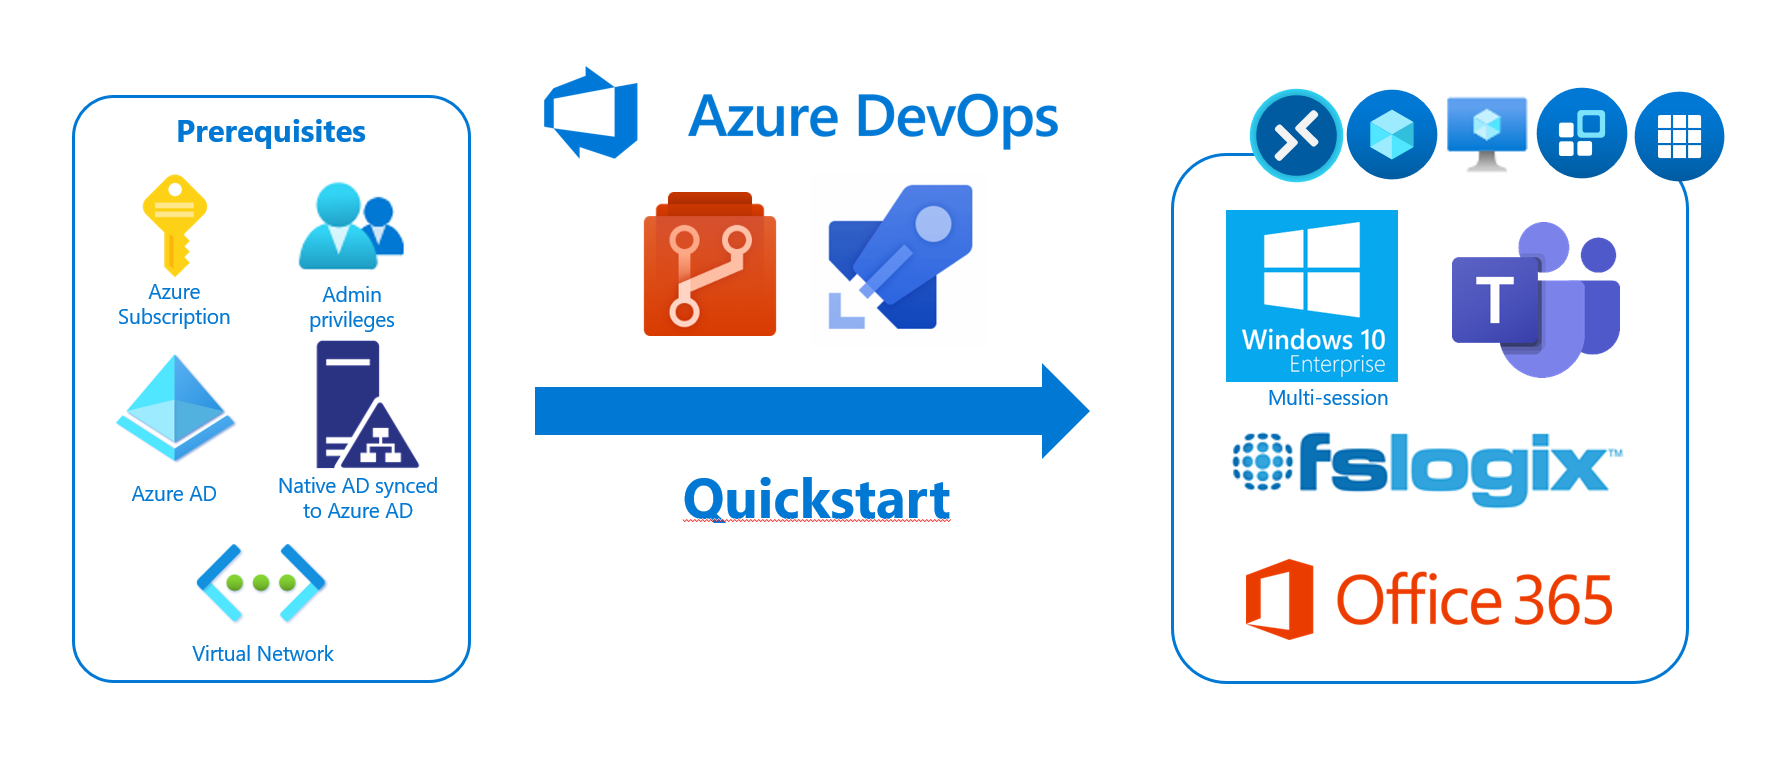 Prerequisites
Azure
Subscription
Admin
privileges
Azure AD
Native AD synced
to Azure AD
Virtual Network
Azure DevOps
Quickstart
Windows 10
Enterprise
Multi-session
T
fslogix™
Office 365